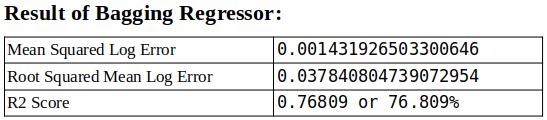 Result of Bagging Regressor:
Mean Squared Log Error 0.001431926503300646
Root Squared Mean Log Error 0.037840804739072954
R2 Score 0.76809 or 76.809%